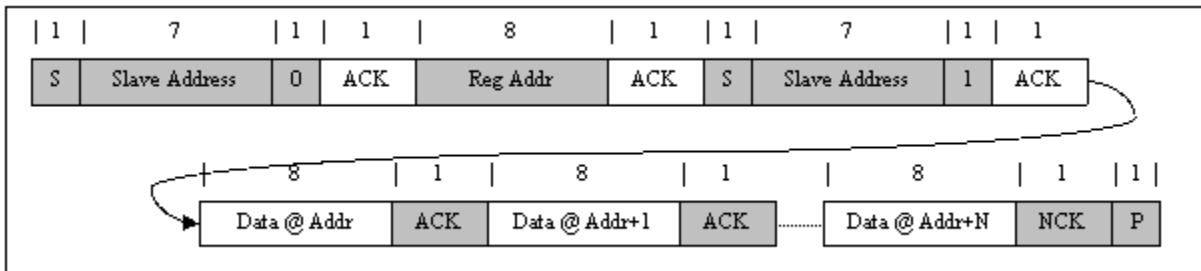 | 1 | 7 | 1 | 1 | 8 | 1 | 1 | 7 | 1 | 1
S Slave Address 0 ACK Reg Addr ACK S Slave Address 1 ACK
| 8 | 1 | 8 | 1 | 8 | 1 | 1 |
Data @ Addr ACK Data @ Addr+1 ACK Data @ Addr+N NCK P